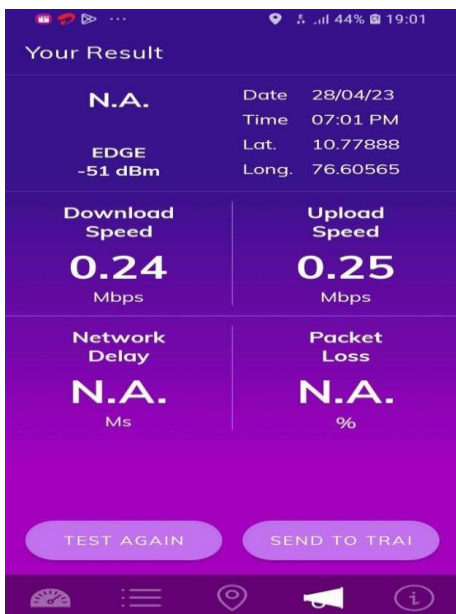 44% 19:01
Your Result
N.A.
EDGE
-51 dBm
Date 28/04/23
Time 07:01 PM
Lat. 10.77888
Long. 76.60565
Download
Speed
0.24
Mbps
Upload
Speed
0.25
Mbps
Network
Delay
N.A.
Ms
Packet
Loss
N.A.
%
TEST AGAIN
SEND TO TRAI